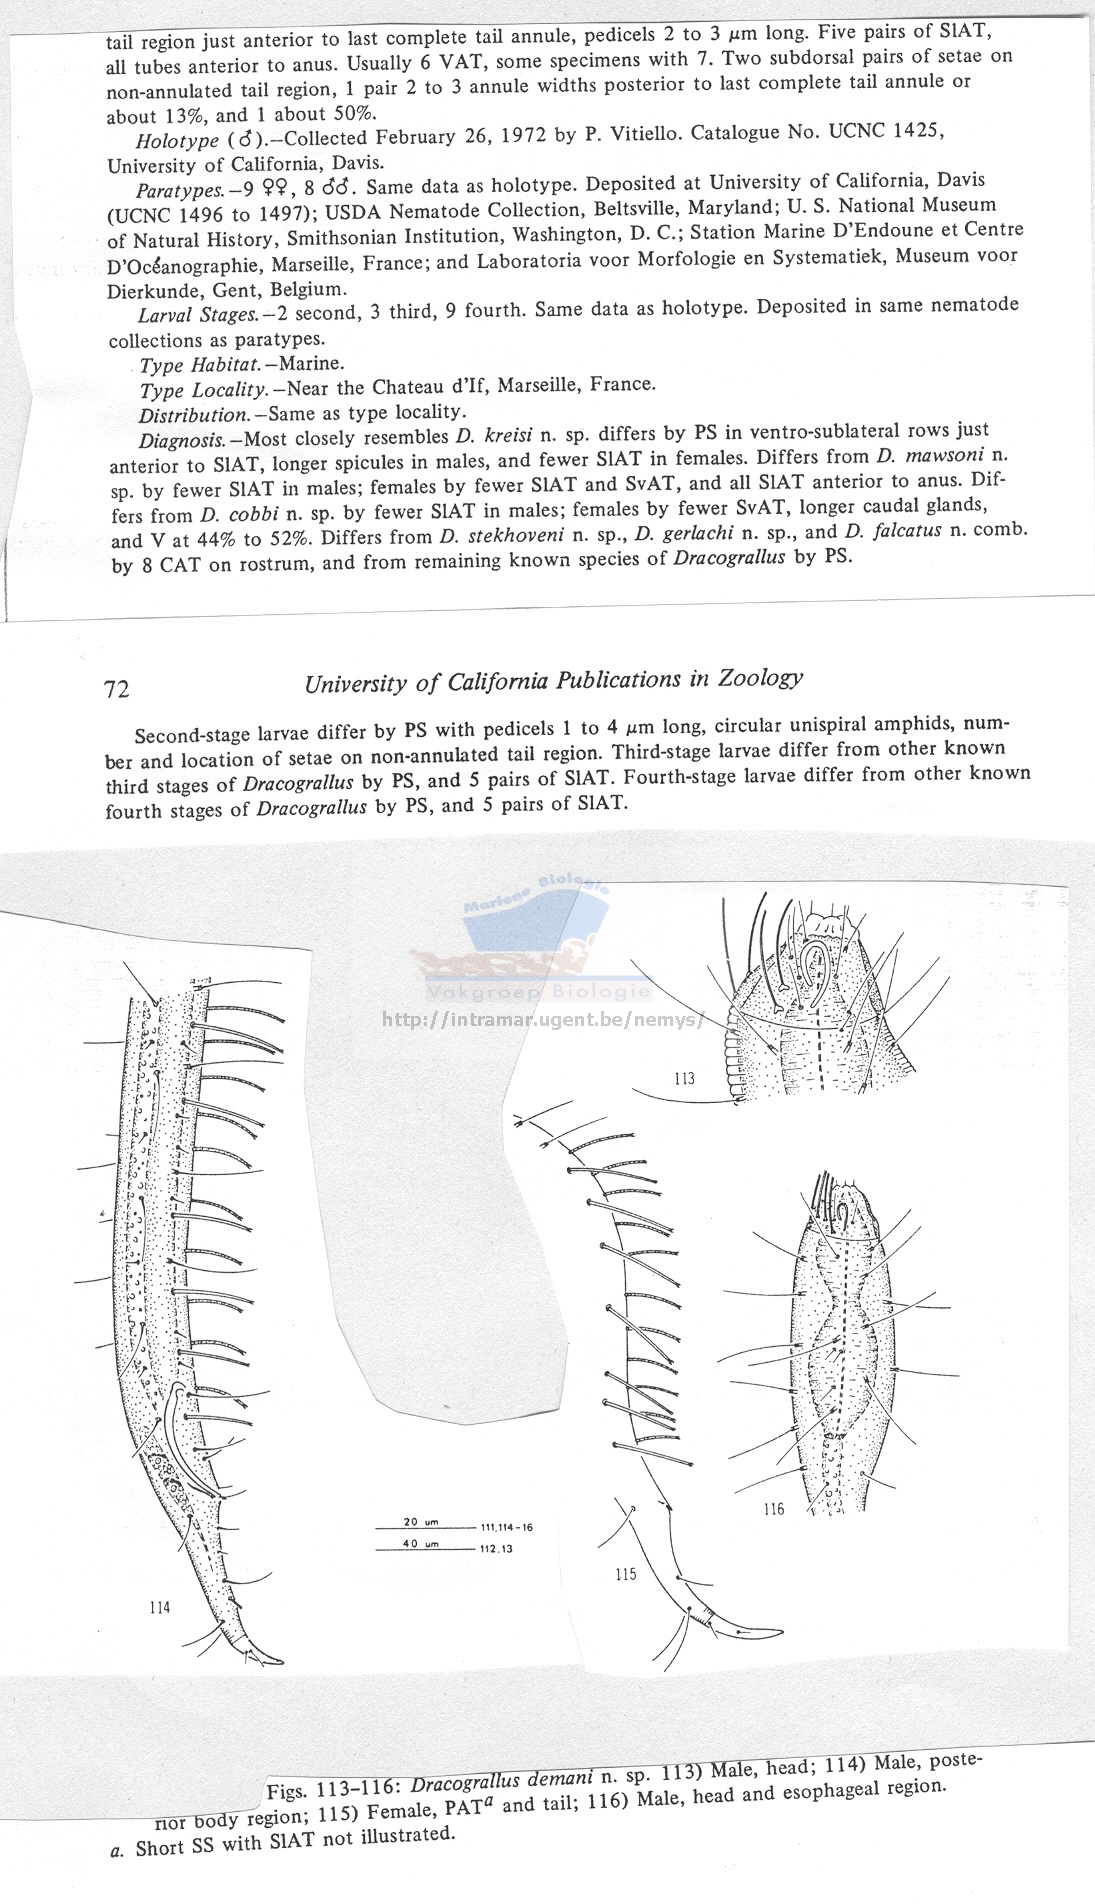 tail region just anterior to last complete tail annule, pedicels 2 to 3 μm long. Five pairs of SlAT,
all tubes anterior to anus. Usually 6 VAT, some specimens with 7. Two subdorsal pairs of setae on
non-annulated tail region, 1 pair 2 to 3 annule widths posterior to last complete tail annule or
about 13%, and 1 about 50%.
Holotype (♂).—Collected February 26, 1972 by P. Vitiello. Catalogue No. UCNC 1425,
University of California, Davis.
Paratypes.—9 ♀♀, 8 ♂♂. Same data as holotype. Deposited at University of California, Davis
(UCNC 1496 to 1497); USDA Nematode Collection, Beltsville, Maryland; U. S. National Museum
of Natural History, Smithsonian Institution, Washington, D. C.; Station Marine D'Endoune et Centre
D'Océanographie, Marseille, France; and Laboratoria voor Morfologie en Systematiek, Museum voor
Dierkunde, Gent, Belgium.
Larval Stages.—2 second, 3 third, 9 fourth. Same data as holotype. Deposited in same nematode
collections as paratypes.
Type Habitat.—Marine.
Type Locality.—Near the Chateau d'If, Marseille, France.
Distribution.—Same as type locality.
Diagnosis.—Most closely resembles D. kreisi n. sp. differs by PS in ventro-sublateral rows just
anterior to SlAT, longer spicules in males, and fewer SlAT in females. Differs from D. mawsoni n.
sp. by fewer SlAT in males; females by fewer SlAT and SvAT, and all SlAT anterior to anus. Dif-
fers from D. cobbi n. sp. by fewer SlAT in males; females by fewer SvAT, longer caudal glands,
and V at 44% to 52%. Differs from D. stekhoveni n. sp., D. gerlachi n. sp., and D. falcatus n. comb.
by 8 CAT on rostrum, and from remaining known species of Dracograllus by PS.
72
University of California Publications in Zoology
Second-stage larvae differ by PS with pedicels 1 to 4 μm long, circular unispiral amphids, num-
ber and location of setae on non-annulated tail region. Third-stage larvae differ from other known
third stages of Dracograllus by PS, and 5 pairs of SlAT. Fourth-stage larvae differ from other known
fourth stages of Dracograllus by PS, and 5 pairs of SlAT.
Mariene Biologie
Vakgroep Biologie
http://intramar.ugent.be/nemys/
113
116
20 um 111,114-16
40 um 112,13
115
114
Figs. 113-116: Dracograllus demani n. sp. 113) Male, head; 114) Male, poste-
rior body region; 115) Female, PATa and tail; 116) Male, head and esophageal region.
a. Short SS with SlAT not illustrated.